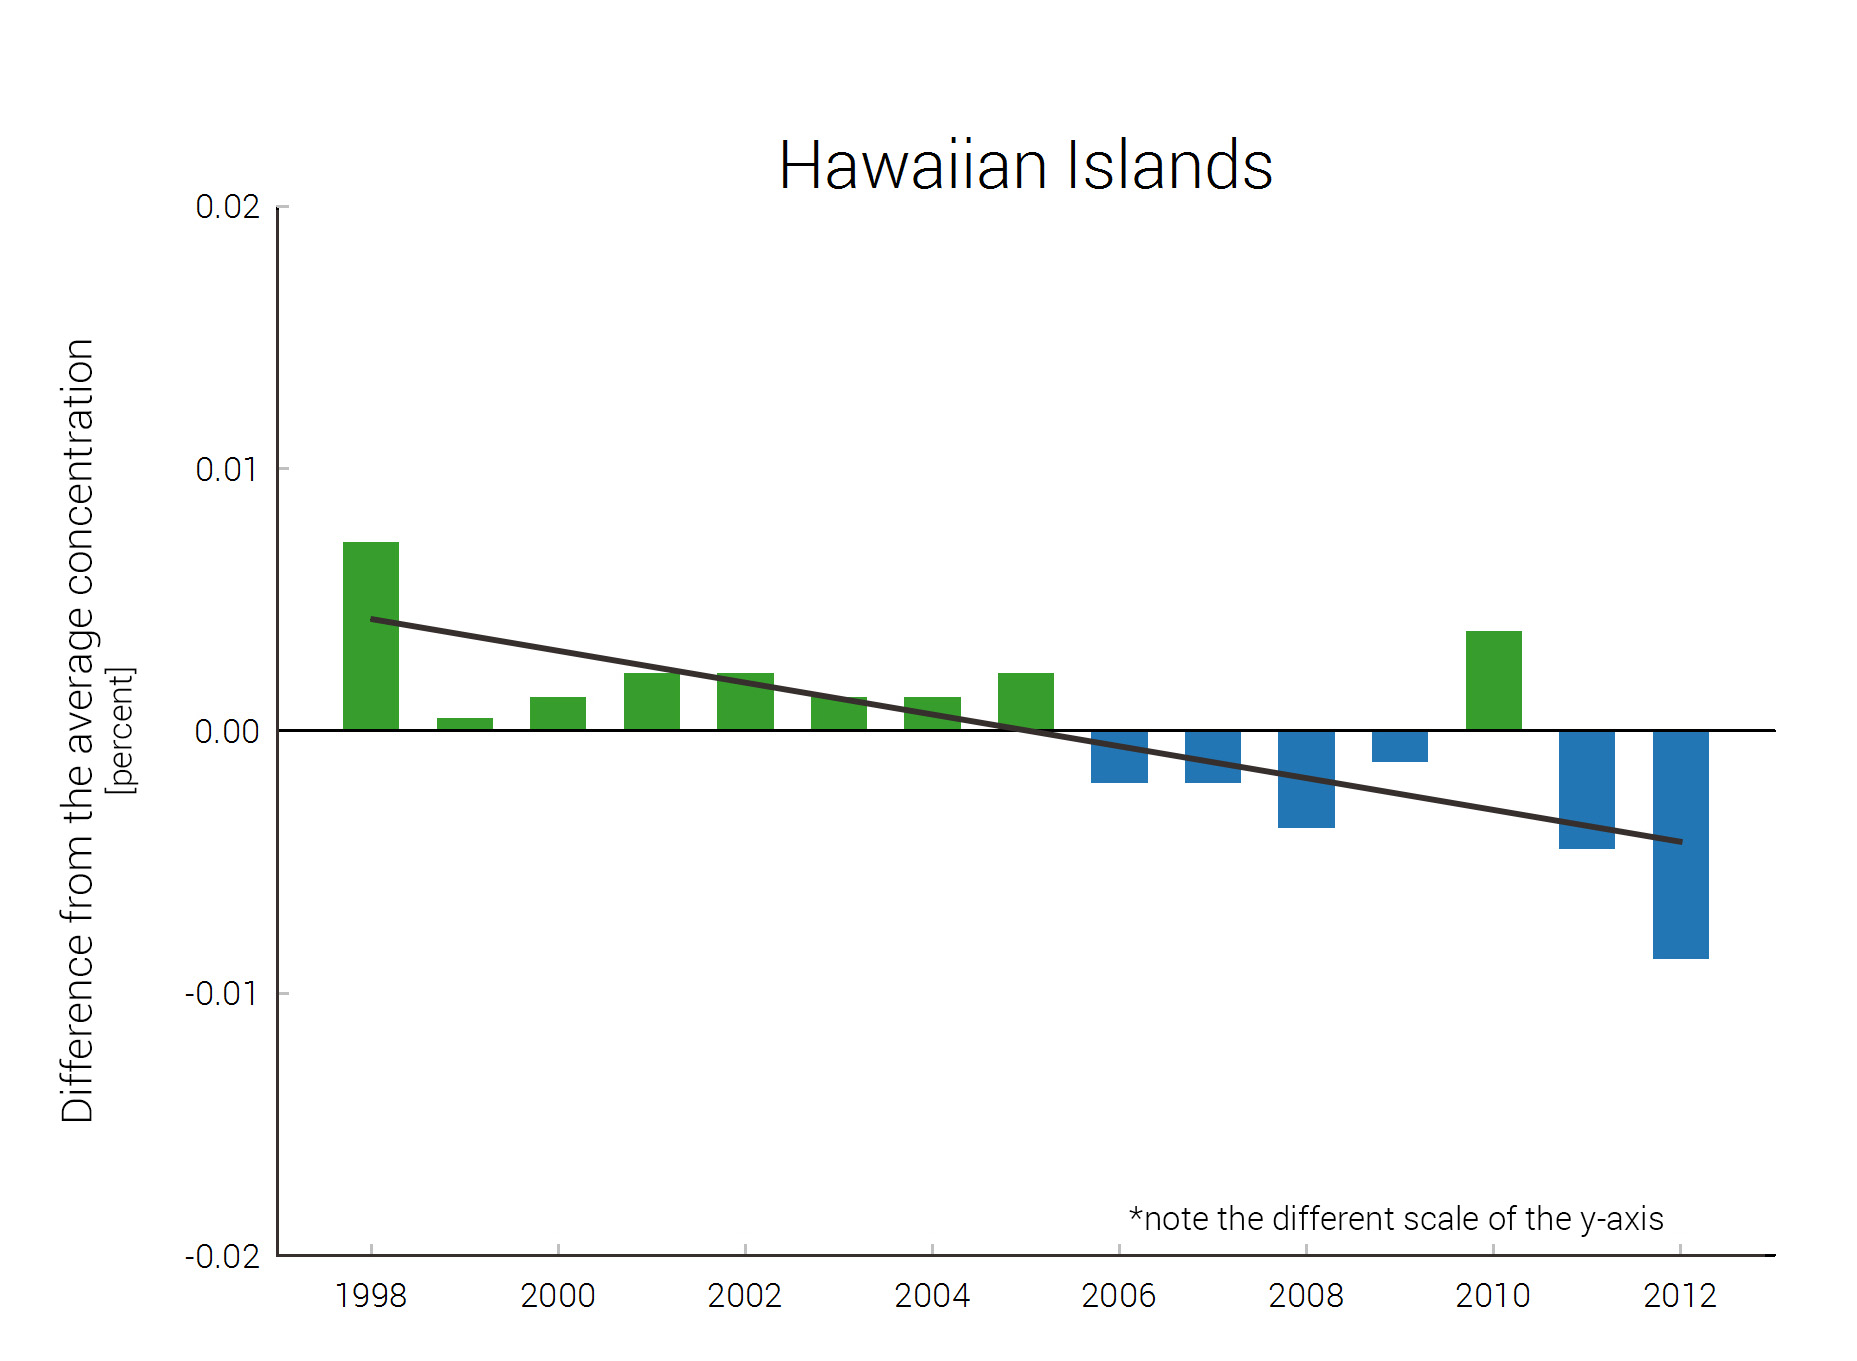 Hawaiian Islands
0.02
0.01
0.00
-0.01
-0.02
Difference from the average concentration
[percent]
*note the different scale of the y-axis
1998 2000 2002 2004 2006 2008 2010 2012